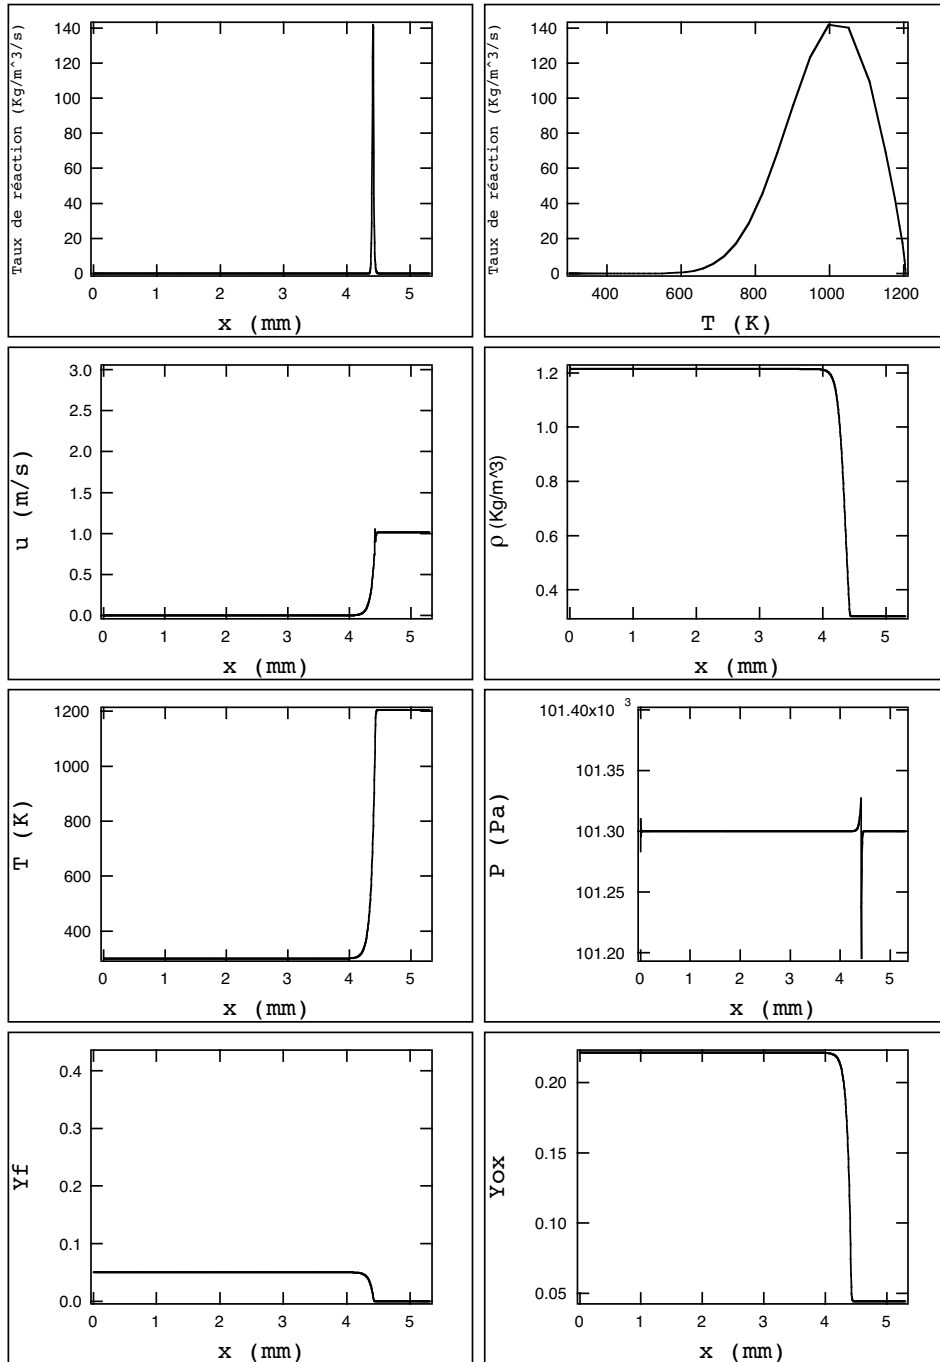 Taux de réaction (Kg/m^3/s)
140
120
100
80
60
40
20
0
0 1 2 3 4 5
x (mm)
Taux de réaction (Kg/m^3/s)
140
120
100
80
60
40
20
0
400 600 800 1000 1200
T (K)
u (m/s)
3.0
2.5
2.0
1.5
1.0
0.5
0.0
0 1 2 3 4 5
x (mm)
ρ (Kg/m^3)
1.2
1.0
0.8
0.6
0.4
0 1 2 3 4 5
x (mm)
T (K)
1200
1000
800
600
400
0 1 2 3 4 5
x (mm)
P (Pa)
101.40x10 3
101.35
101.30
101.25
101.20
0 1 2 3 4 5
x (mm)
Yf
0.4
0.3
0.2
0.1
0.0
0 1 2 3 4 5
x (mm)
Yox
0.20
0.15
0.10
0.05
0 1 2 3 4 5
x (mm)